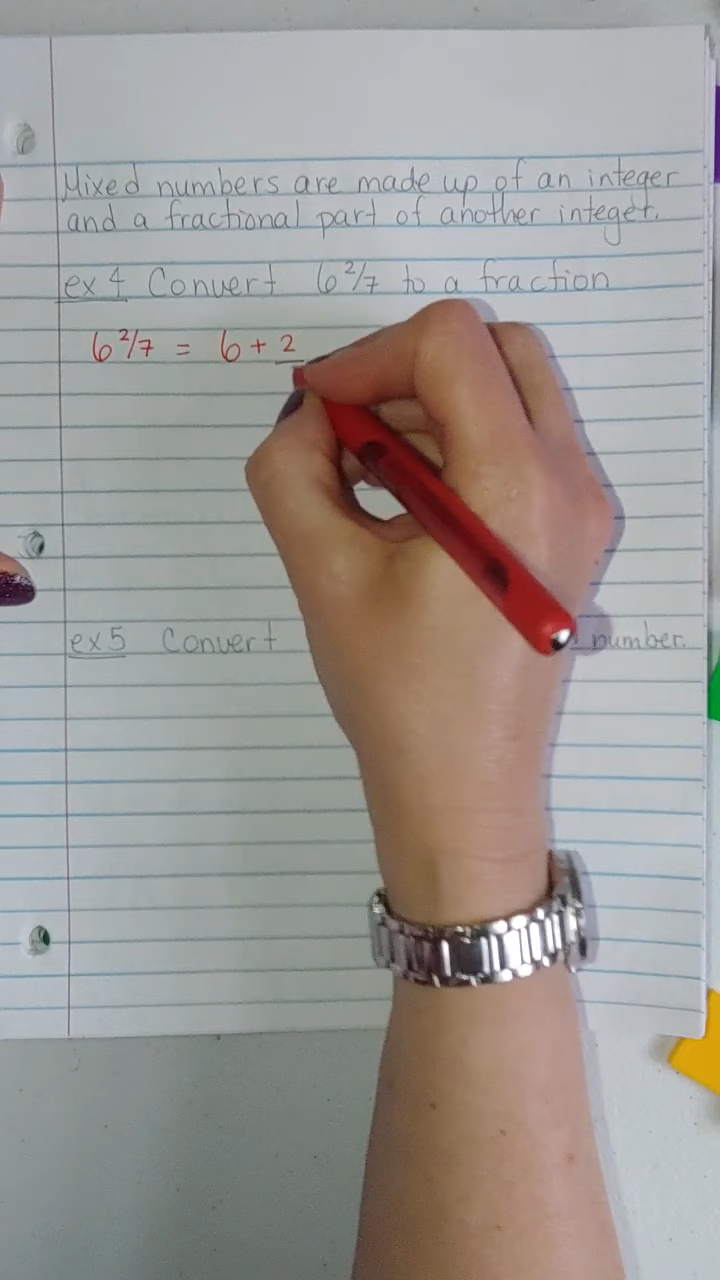 Mixed numbers are made up of an integer
and a fractional part of another integer.
ex 4 Convert 6 2/7 to a fraction
6 2/7 = 6 + 2
ex 5 Convert number.